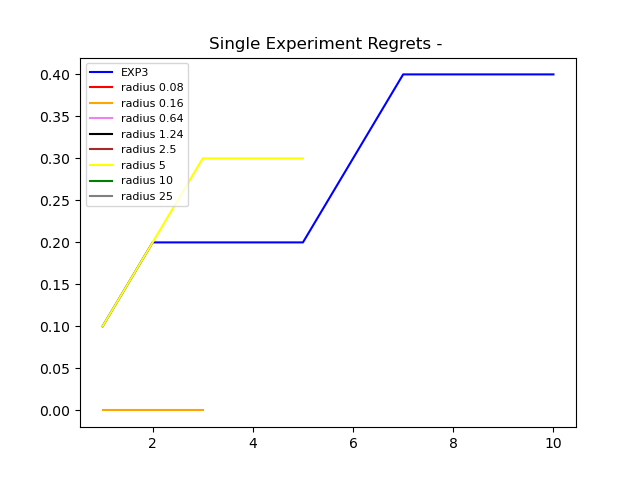 Single Experiment Regrets -
EXP3
radius 0.08
radius 0.16
radius 0.64
radius 1.24
radius 2.5
radius 5
radius 10
radius 25
0.40
0.35
0.30
0.25
0.20
0.15
0.10
0.05
0.00
2 4 6 8 10